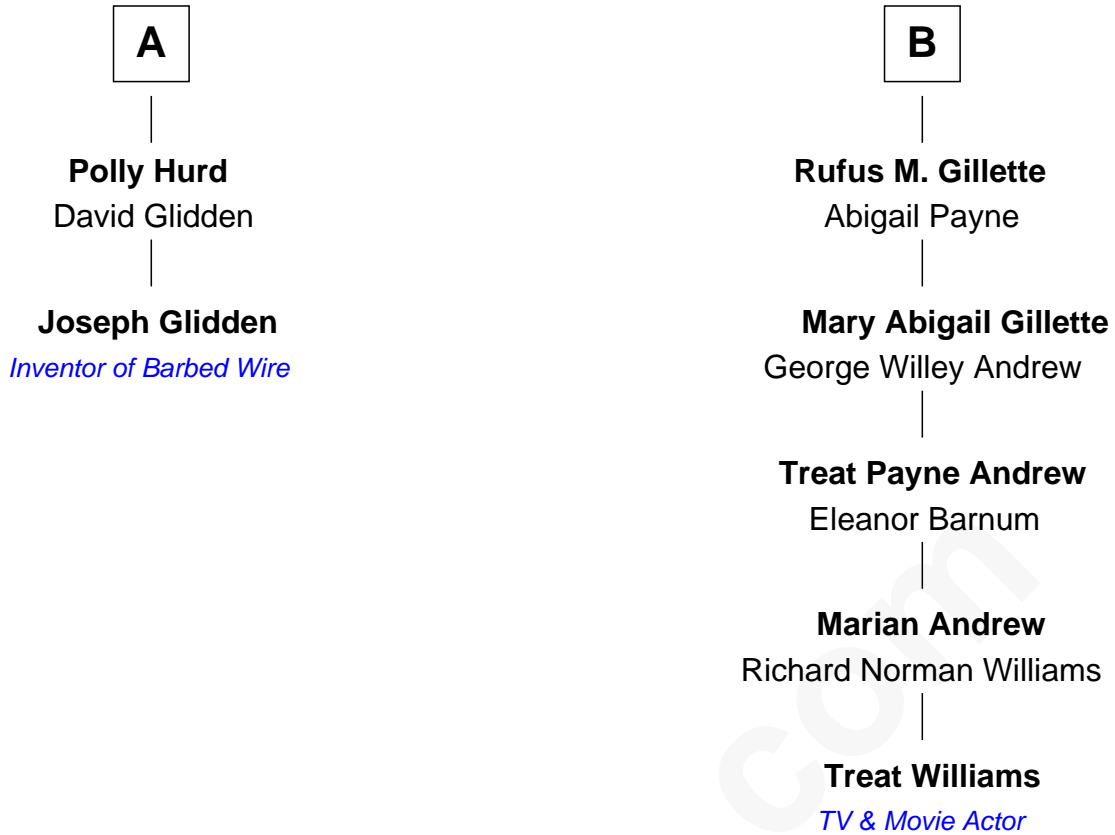 A
Polly Hurd
David Glidden
Joseph Glidden
Inventor of Barbed Wire
B
Rufus M. Gillette
Abigail Payne
Mary Abigail Gillette
George Willey Andrew
Treat Payne Andrew
Eleanor Barnum
Marian Andrew
Richard Norman Williams
Treat Williams
TV & Movie Actor
com